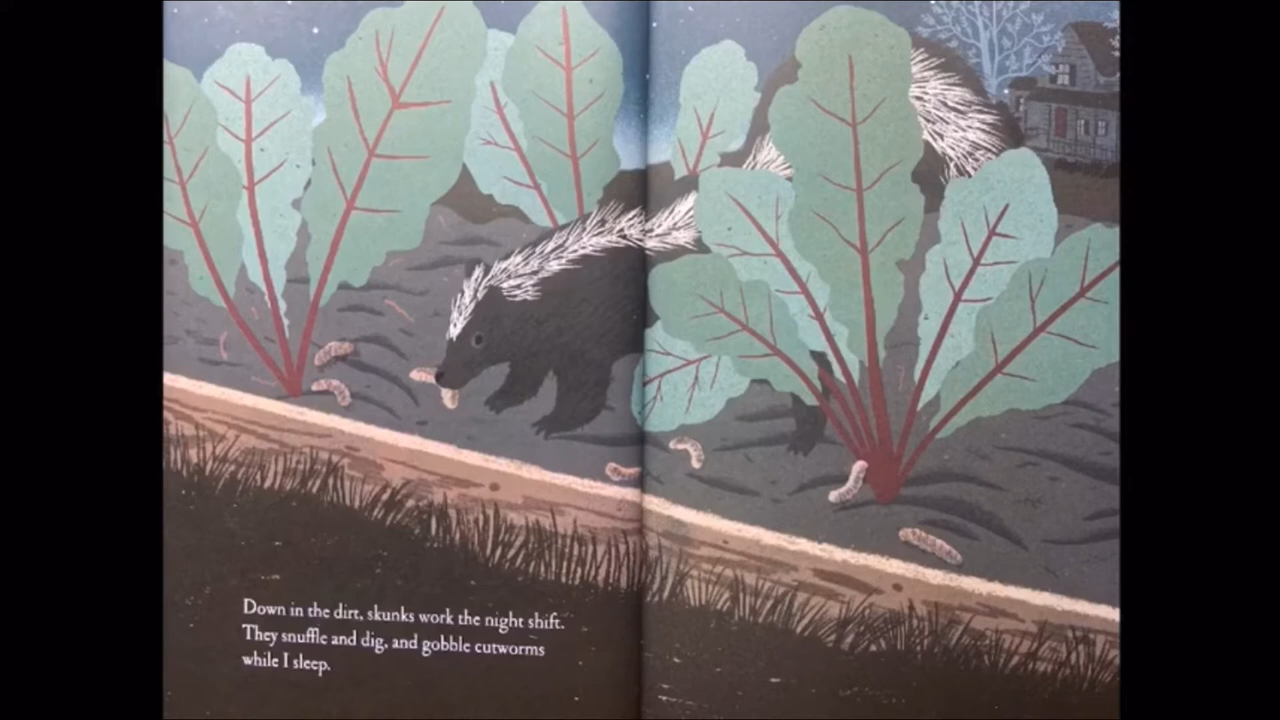 Down in the dirt, skunks work the night shift.
They snuffle and dig, and gobble cutworms
while I sleep.